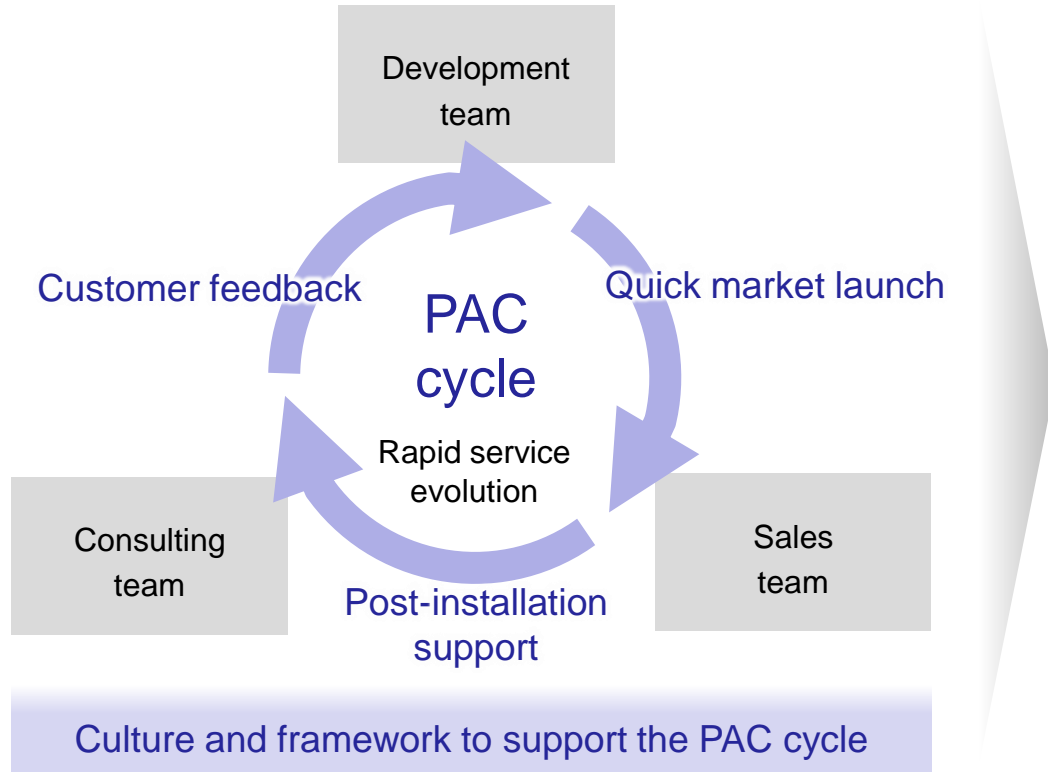 Development
team
Customer feedback
Quick market launch
PAC
cycle
Rapid service
evolution
Consulting
team
Sales
team
Post-installation
support
Culture and framework to support the PAC cycle